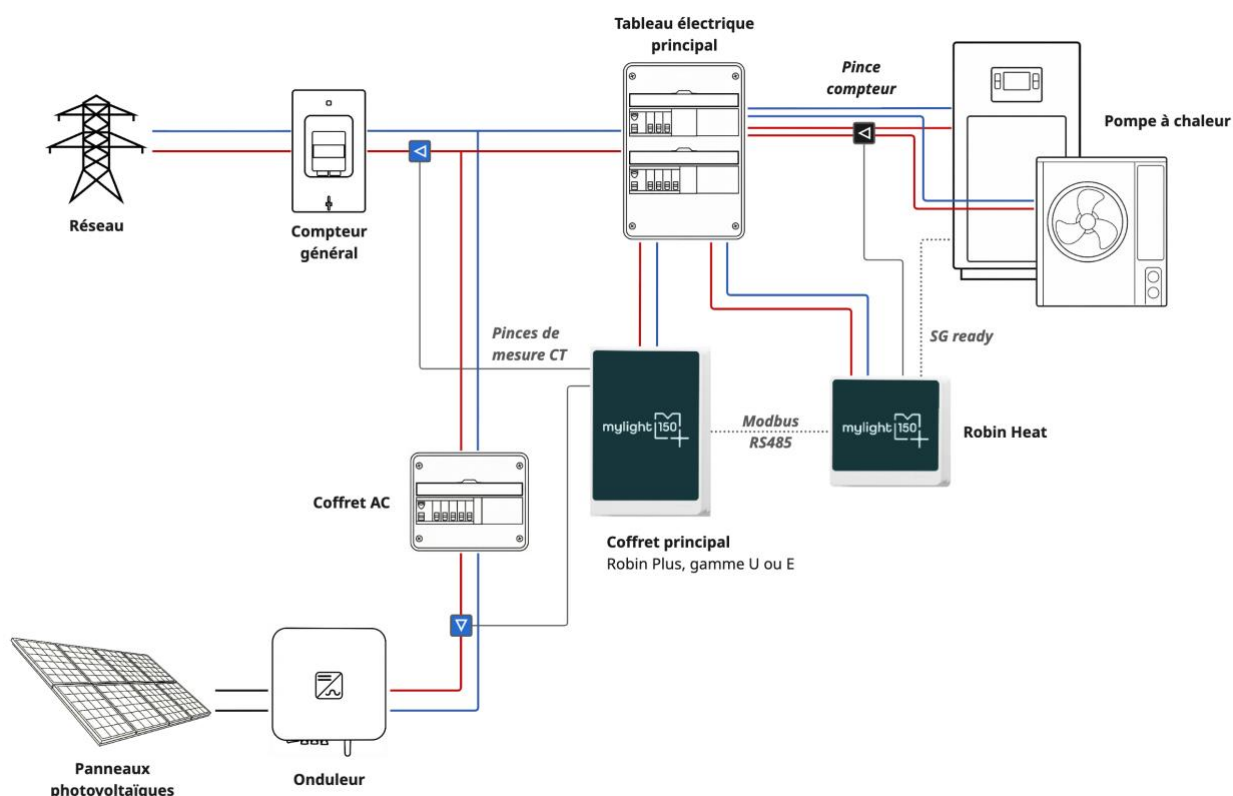 Tableau électrique
principal
Pince
compteur
Pompe à chaleur
Réseau
Compteur
général
Pinces de
mesure CT
SG ready
mylight 150
Modbus
RS485
mylight 150
Robin Heat
Coffret AC
Coffret principal
Robin Plus, gamme U ou E
Panneaux
photovoltaïques
Onduleur